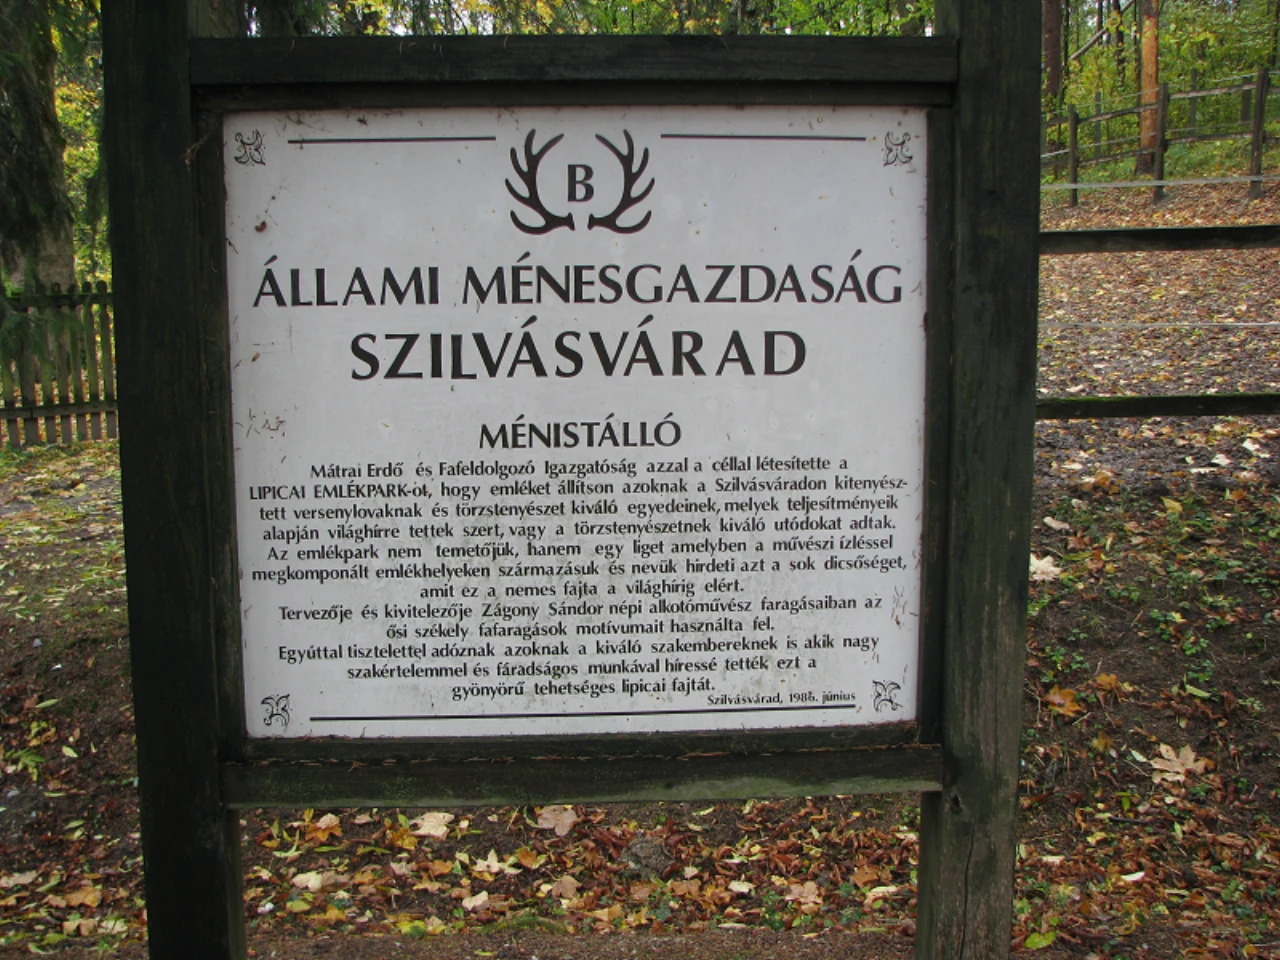 B
ÁLLAMI MÉNESGAZDASÁG
SZILVÁSVÁRAD
MÉNISTÁLLÓ
Mátrai Erdő és Fafeldolgozó Igazgatóság azzal a céllal létesítette a
LIPICAI EMLÉKPARK-ot, hogy emléket állítson azoknak a Szilvásváradon kitenyész-
tett versenylovaknak és törzstenyészet kiváló egyedeinek, melyek teljesítményeik
alapján világhírre tettek szert, vagy a törzstenyészetnek kiváló utódokat adtak.
Az emlékpark nem temetőjük, hanem egy liget amelyben a művészi ízléssel
megkomponált emlékhelyeken származásuk és nevük hirdeti azt a sok dicsőséget,
amit ez a nemes fajta a világhírig elért.
Tervezője és kivitelezője Zágony Sándor népi alkotóművész faragásaiban az
ősi székely fafaragások motívumait használta fel.
Egyúttal tisztelettel adóznak azoknak a kiváló szakembereknek is akik nagy
szakértelemmel és fáradságos munkával híressé tették ezt a
gyönyörű tehetséges lipicai fajtát.
Szilvásvárad, 1986. június